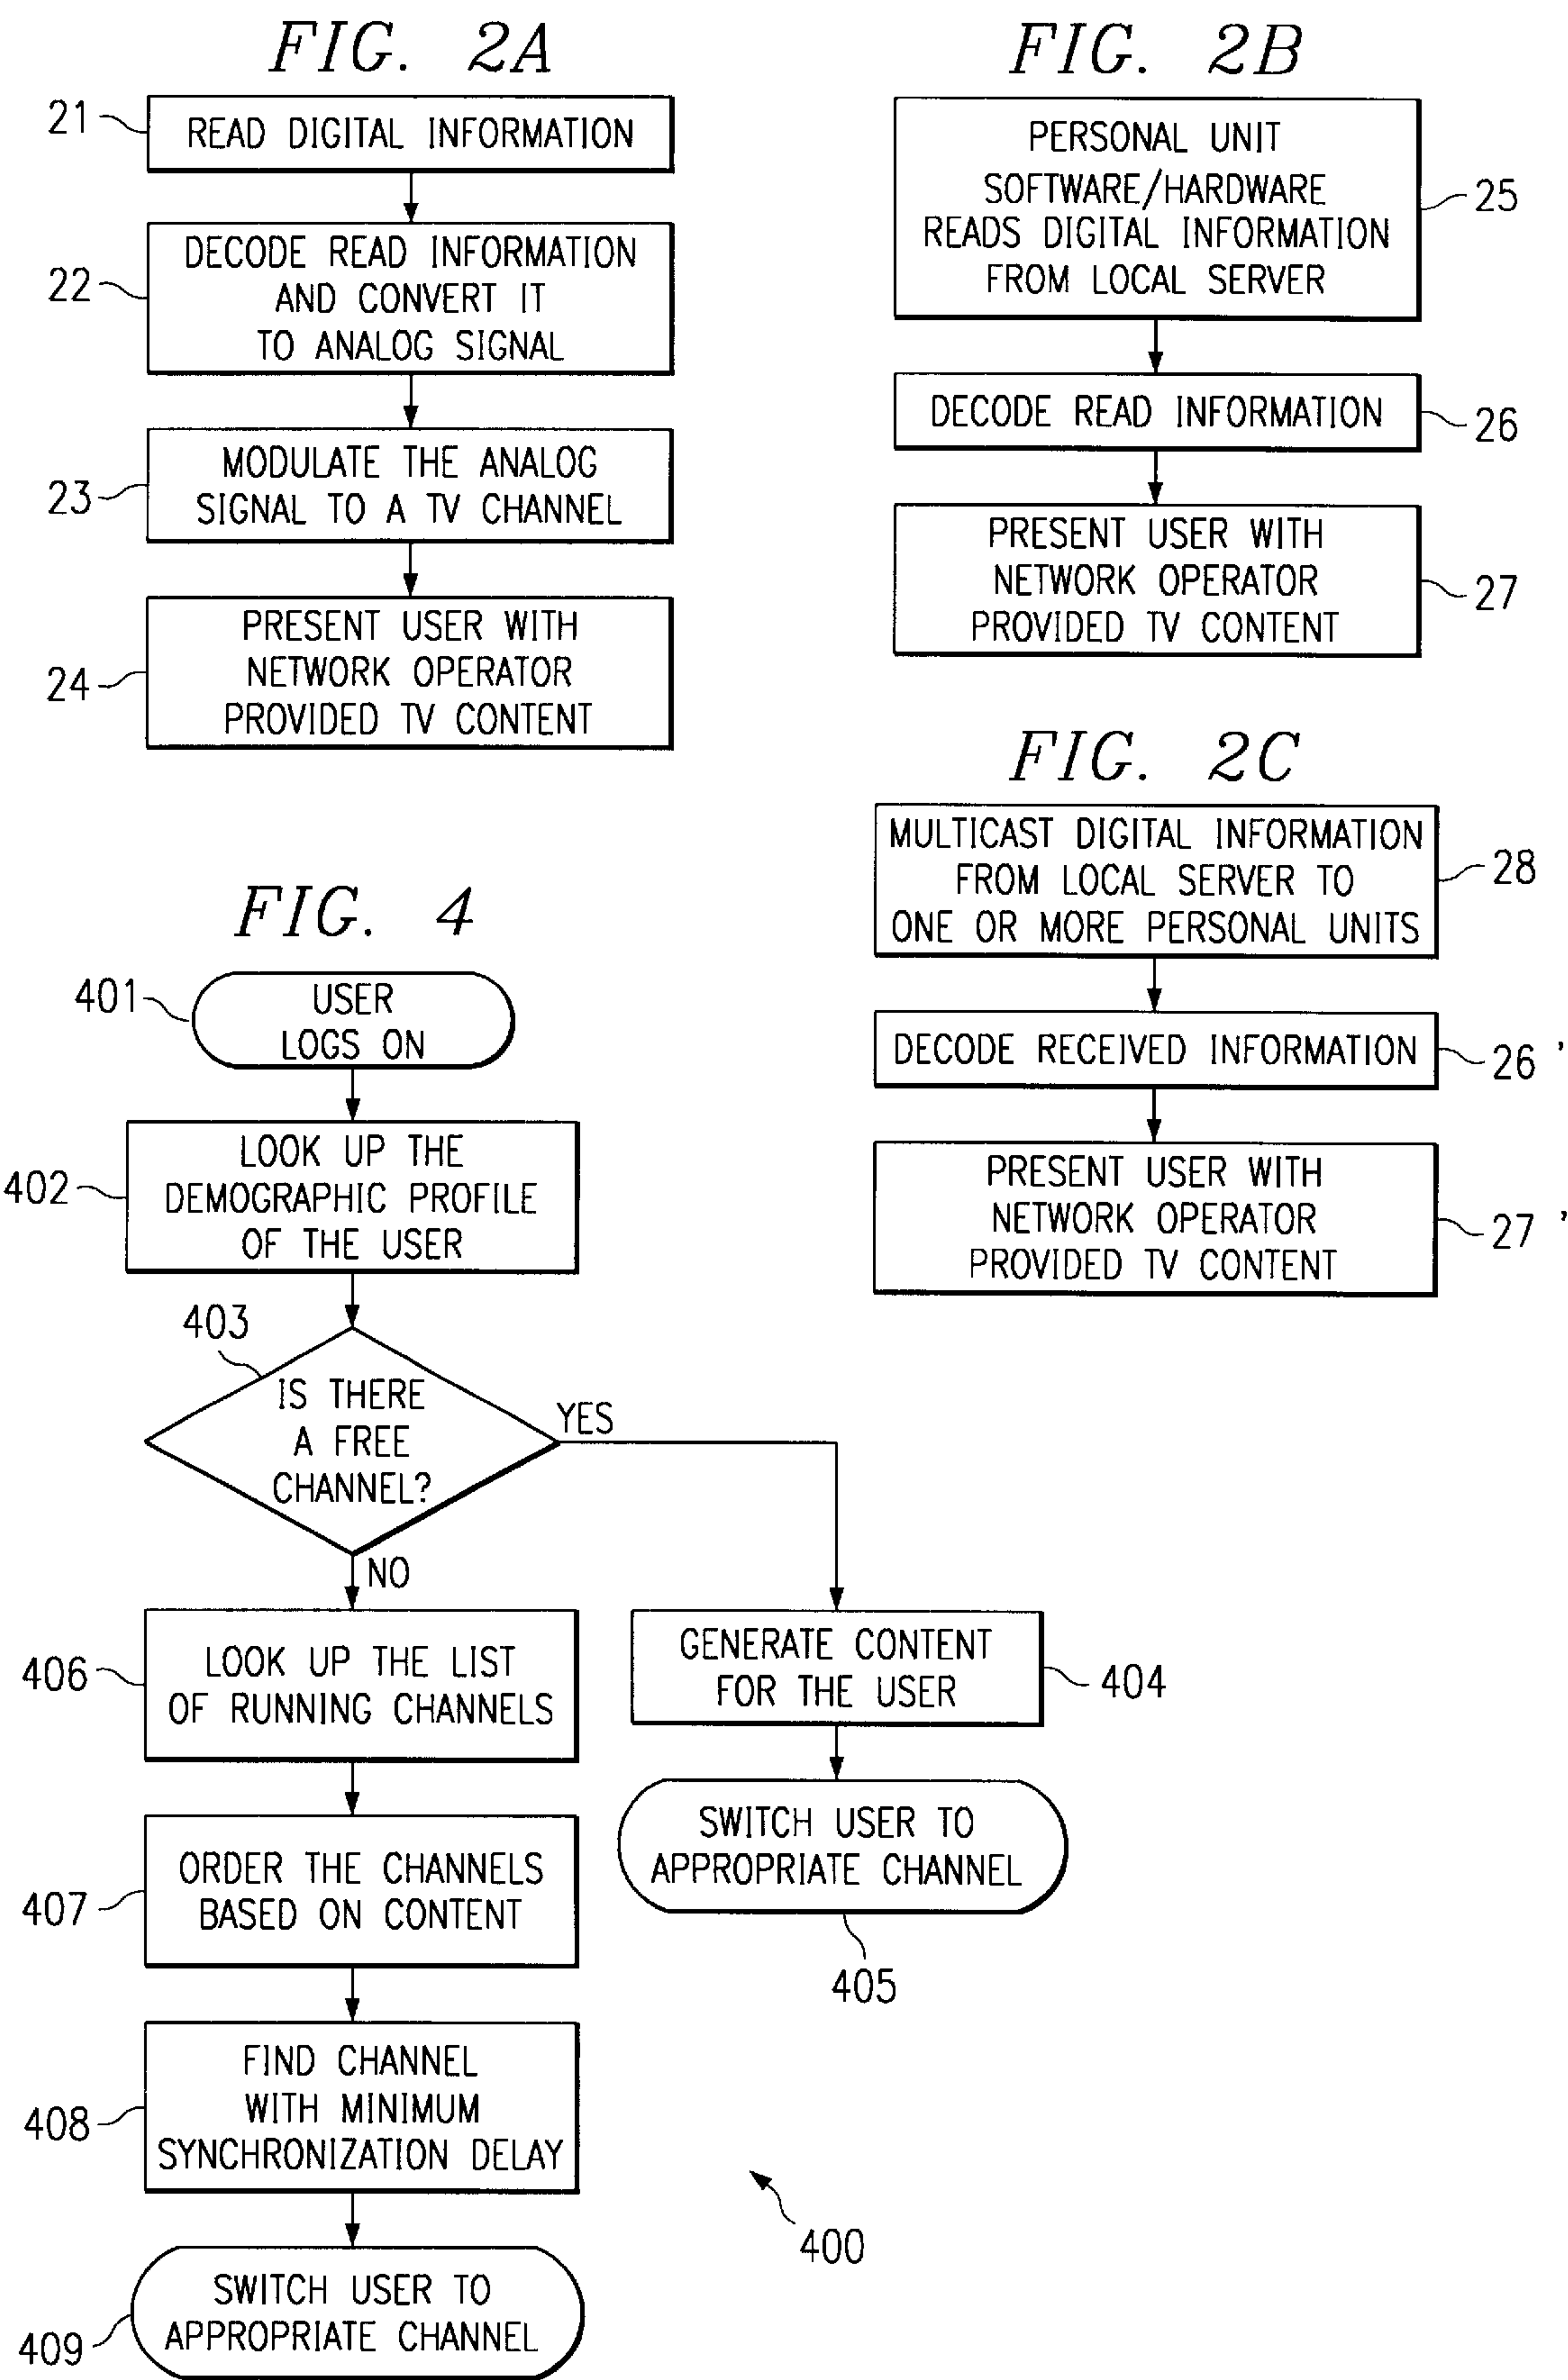 FIG. 2A
21
READ DIGITAL INFORMATION
22
DECODE READ INFORMATION
AND CONVERT IT
TO ANALOG SIGNAL
23
MODULATE THE ANALOG
SIGNAL TO A TV CHANNEL
24
PRESENT USER WITH
NETWORK OPERATOR
PROVIDED TV CONTENT
FIG. 2B
PERSONAL UNIT
SOFTWARE/HARDWARE
READS DIGITAL INFORMATION
FROM LOCAL SERVER
25
DECODE READ INFORMATION
26
PRESENT USER WITH
NETWORK OPERATOR
PROVIDED TV CONTENT
27
FIG. 2C
MULTICAST DIGITAL INFORMATION
FROM LOCAL SERVER TO
ONE OR MORE PERSONAL UNITS
28
DECODE RECEIVED INFORMATION
26'
PRESENT USER WITH
NETWORK OPERATOR
PROVIDED TV CONTENT
27'
FIG. 4
401
USER
LOGS ON
402
LOOK UP THE
DEMOGRAPHIC PROFILE
OF THE USER
403
IS THERE
A FREE
CHANNEL?
YES
NO
406
LOOK UP THE LIST
OF RUNNING CHANNELS
GENERATE CONTENT
FOR THE USER
404
407
ORDER THE CHANNELS
BASED ON CONTENT
SWITCH USER TO
APPROPRIATE CHANNEL
405
408
FIND CHANNEL
WITH MINIMUM
SYNCHRONIZATION DELAY
400
409
SWITCH USER TO
APPROPRIATE CHANNEL